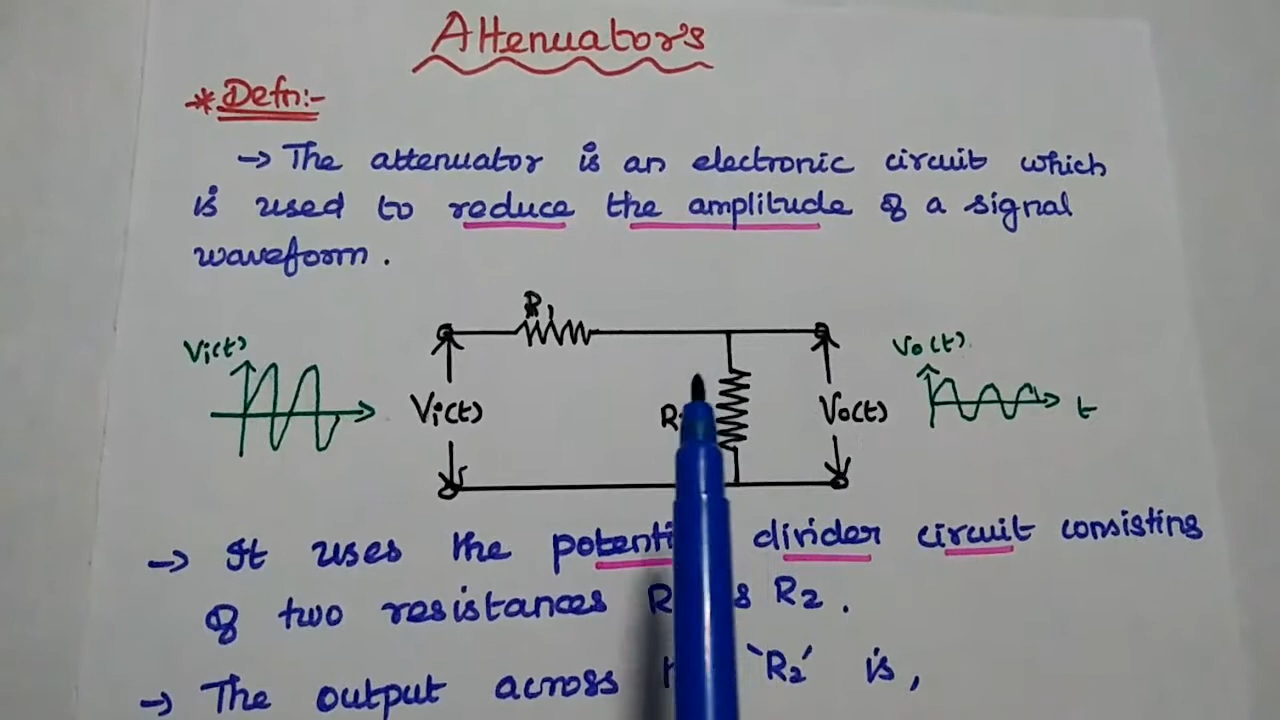 Attenuator's
* Defn:-
→ The attenuator is an electronic circuit which
is used to reduce the amplitude of a signal
waveform.
R1
Vi(t)
Vi(t)
Vo(t)
Vo(t)
t
→ It uses the divider circuit consisting
of two resistances R2.
→ The output across 'R2' is,